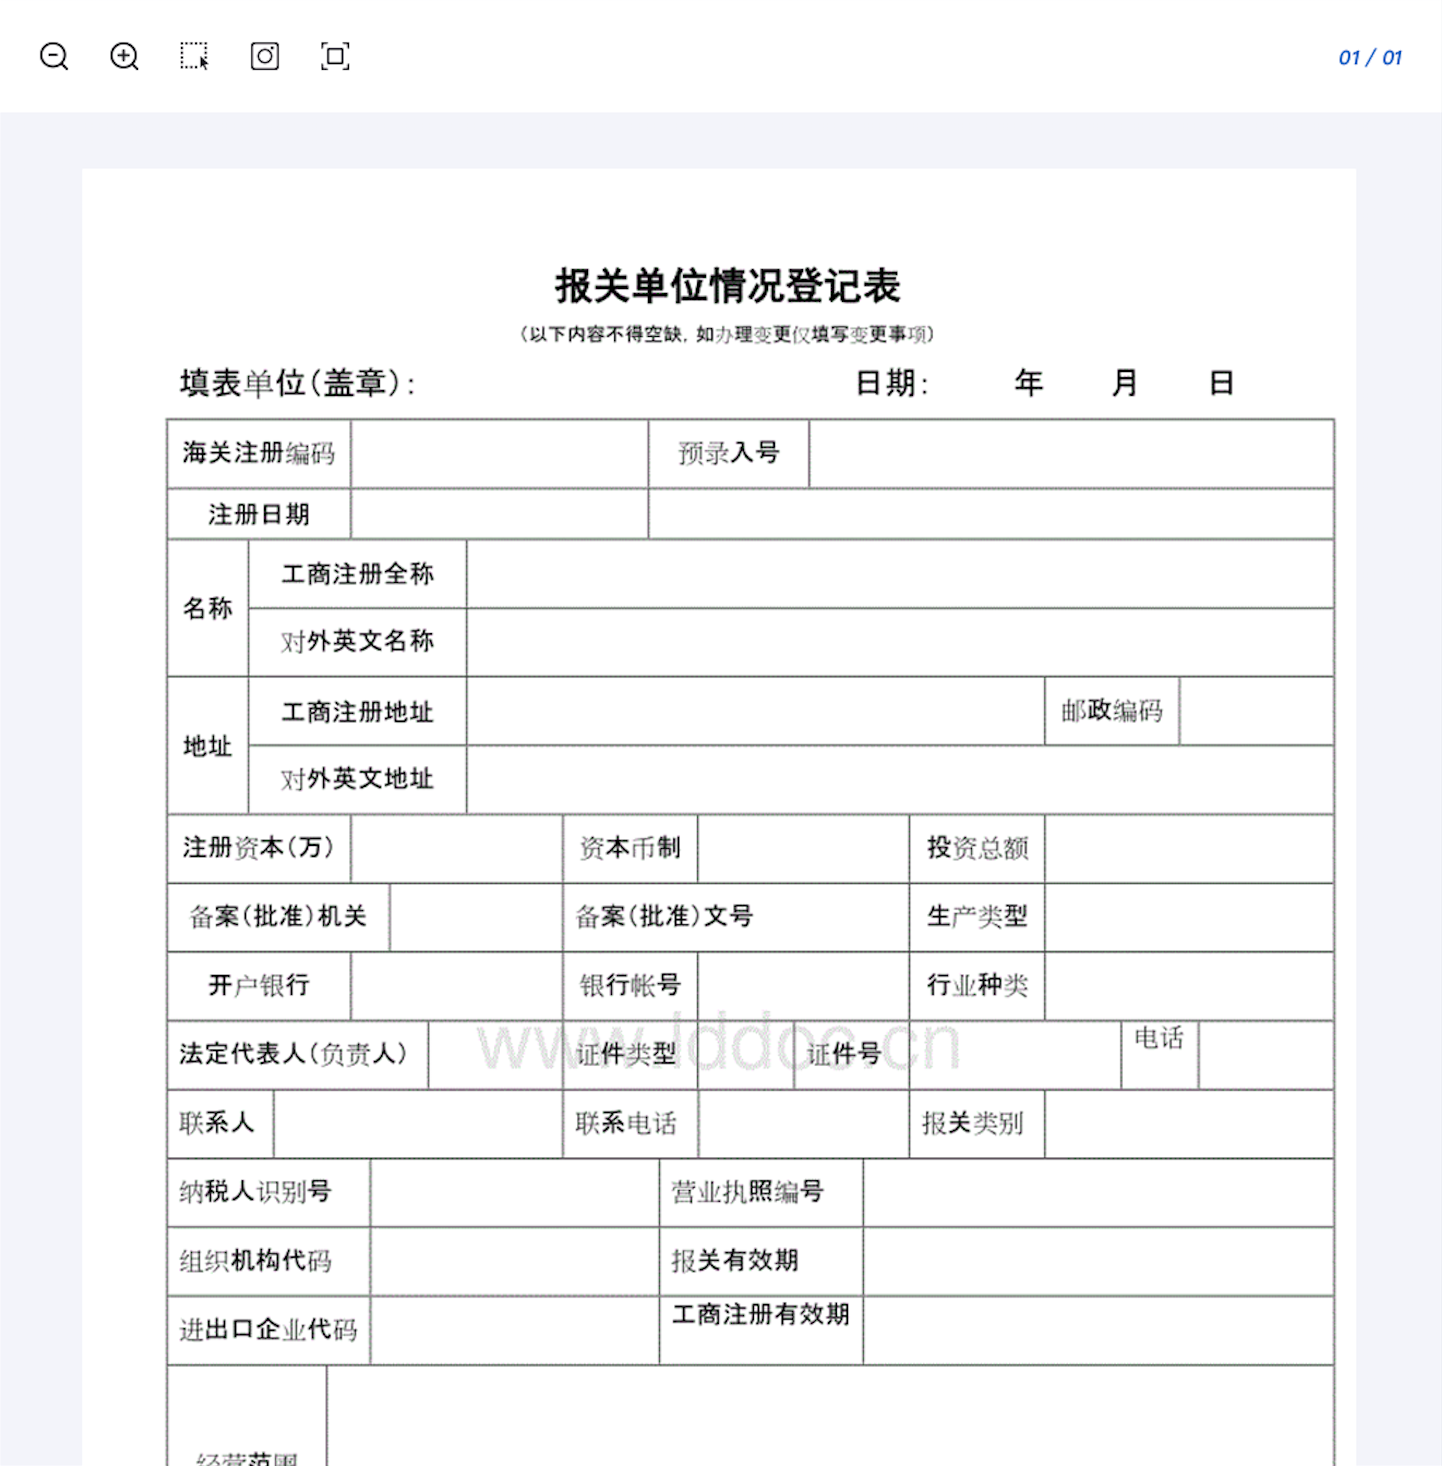 01 / 01
报关单位情况登记表
（以下内容不得空缺，如办理变更仅填写变更事项）
填表单位（盖章）： 日期： 年 月 日
海关注册编码 预录入号
注册日期
名称 工商注册全称
对外英文名称
地址 工商注册地址 邮政编码
对外英文地址
注册资本（万） 资本币制 投资总额
备案（批准）机关 备案（批准）文号 生产类型
开户银行 银行帐号 行业种类
www.iddoc.cn
法定代表人（负责人） 证件类型 证件号 电话
联系人 联系电话 报关类别
纳税人识别号 营业执照编号
组织机构代码 报关有效期
进出口企业代码 工商注册有效期
经营范围